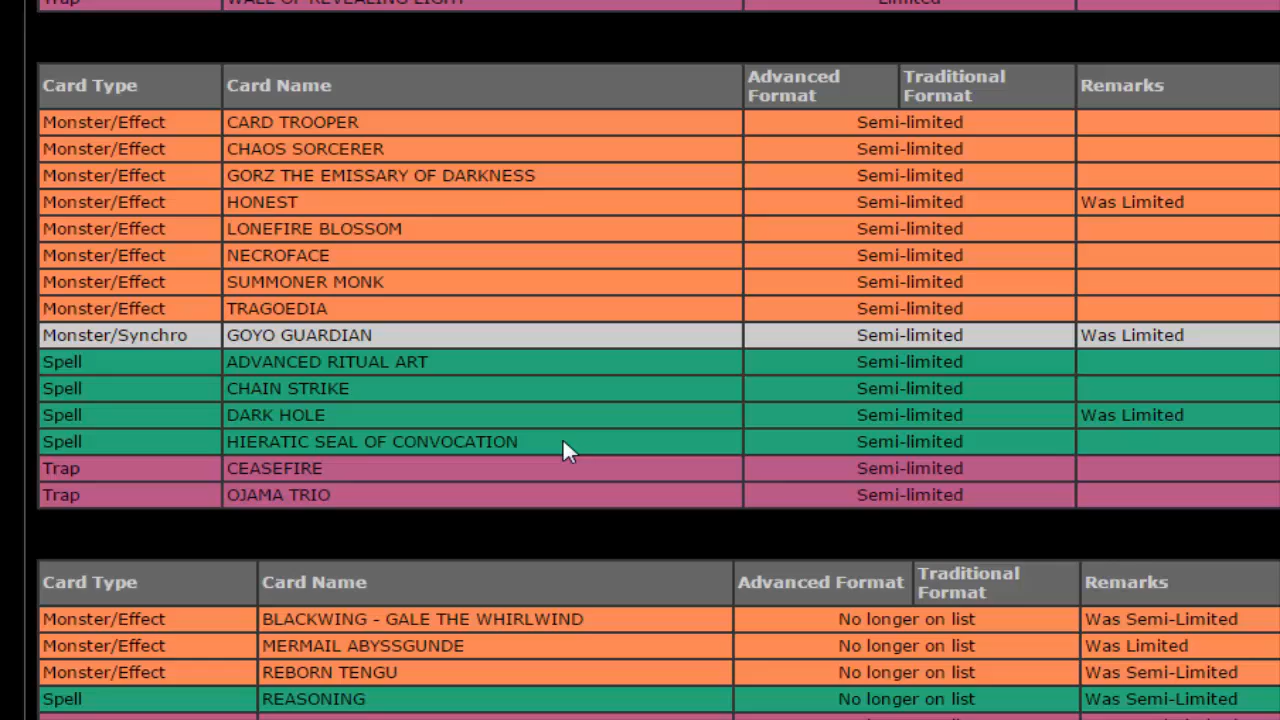 Trap WALL OF REVEALING LIGHT Limited
Card Type Card Name Advanced Format Traditional Format Remarks
Monster/Effect CARD TROOPER Semi-limited
Monster/Effect CHAOS SORCERER Semi-limited
Monster/Effect GORZ THE EMISSARY OF DARKNESS Semi-limited
Monster/Effect HONEST Semi-limited Was Limited
Monster/Effect LONEFIRE BLOSSOM Semi-limited
Monster/Effect NECROFACE Semi-limited
Monster/Effect SUMMONER MONK Semi-limited
Monster/Effect TRAGOEDIA Semi-limited
Monster/Synchro GOYO GUARDIAN Semi-limited Was Limited
Spell ADVANCED RITUAL ART Semi-limited
Spell CHAIN STRIKE Semi-limited
Spell DARK HOLE Semi-limited Was Limited
Spell HIERATIC SEAL OF CONVOCATION Semi-limited
Trap CEASEFIRE Semi-limited
Trap OJAMA TRIO Semi-limited
Card Type Card Name Advanced Format Traditional Format Remarks
Monster/Effect BLACKWING - GALE THE WHIRLWIND No longer on list Was Semi-Limited
Monster/Effect MERMAIL ABYSSGUNDE No longer on list Was Limited
Monster/Effect REBORN TENGU No longer on list Was Semi-Limited
Spell REASONING No longer on list Was Semi-Limited